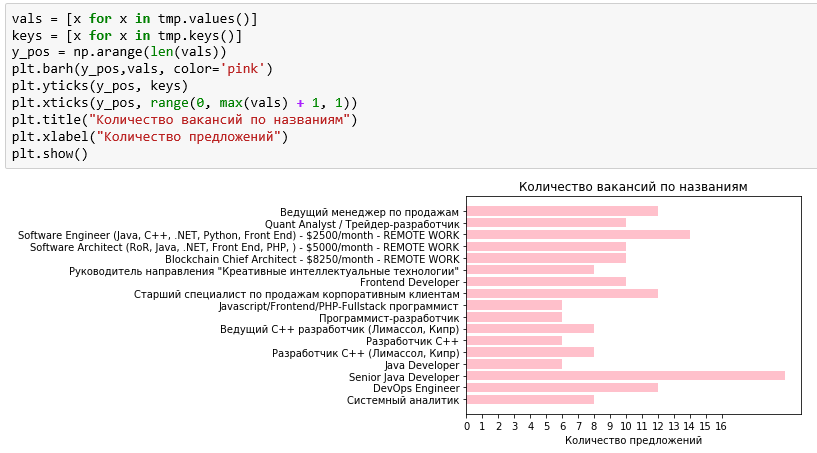 vals = [x for x in tmp.values()]
keys = [x for x in tmp.keys()]
y_pos = np.arange(len(vals))
plt.barh(y_pos,vals, color='pink')
plt.yticks(y_pos, keys)
plt.xticks(y_pos, range(0, max(vals) + 1, 1))
plt.title("Количество вакансий по названиям")
plt.xlabel("Количество предложений")
plt.show()
Количество вакансий по названиям
Ведущий менеджер по продажам
Quant Analyst / Трейдер-разработчик
Software Engineer (Java, C++, .NET, Python, Front End) - $2500/month - REMOTE WORK
Software Architect (RoR, Java, .NET, Front End, PHP, ) - $5000/month - REMOTE WORK
Blockchain Chief Architect - $8250/month - REMOTE WORK
Руководитель направления "Креативные интеллектуальные технологии"
Frontend Developer
Старший специалист по продажам корпоративным клиентам
Javascript/Frontend/PHP-Fullstack программист
Программист-разработчик
Ведущий С++ разработчик (Лимассол, Кипр)
Разработчик С++
Разработчик С++ (Лимассол, Кипр)
Java Developer
Senior Java Developer
DevOps Engineer
Системный аналитик
0 1 2 3 4 5 6 7 8 9 10 11 12 13 14 15 16
Количество предложений